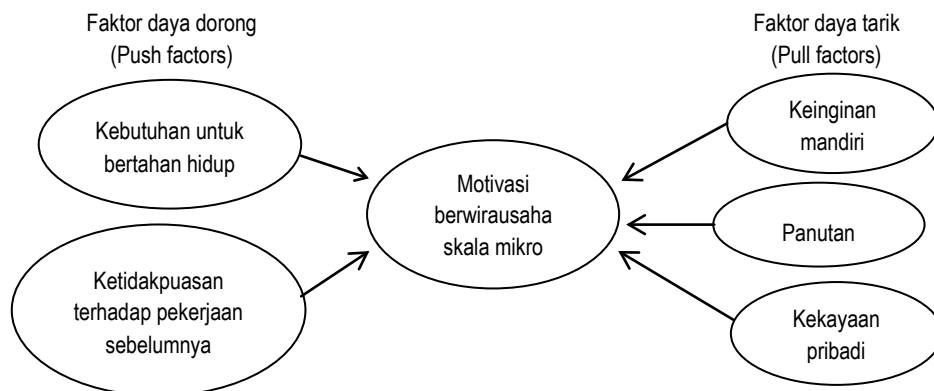 Faktor daya dorong
(Push factors)
Kebutuhan untuk
bertahan hidup
Ketidakpuasan
terhadap pekerjaan
sebelumnya
Motivasi
berwirausaha
skala mikro
Faktor daya tarik
(Pull factors)
Keinginan
mandiri
Panutan
Kekayaan
pribadi